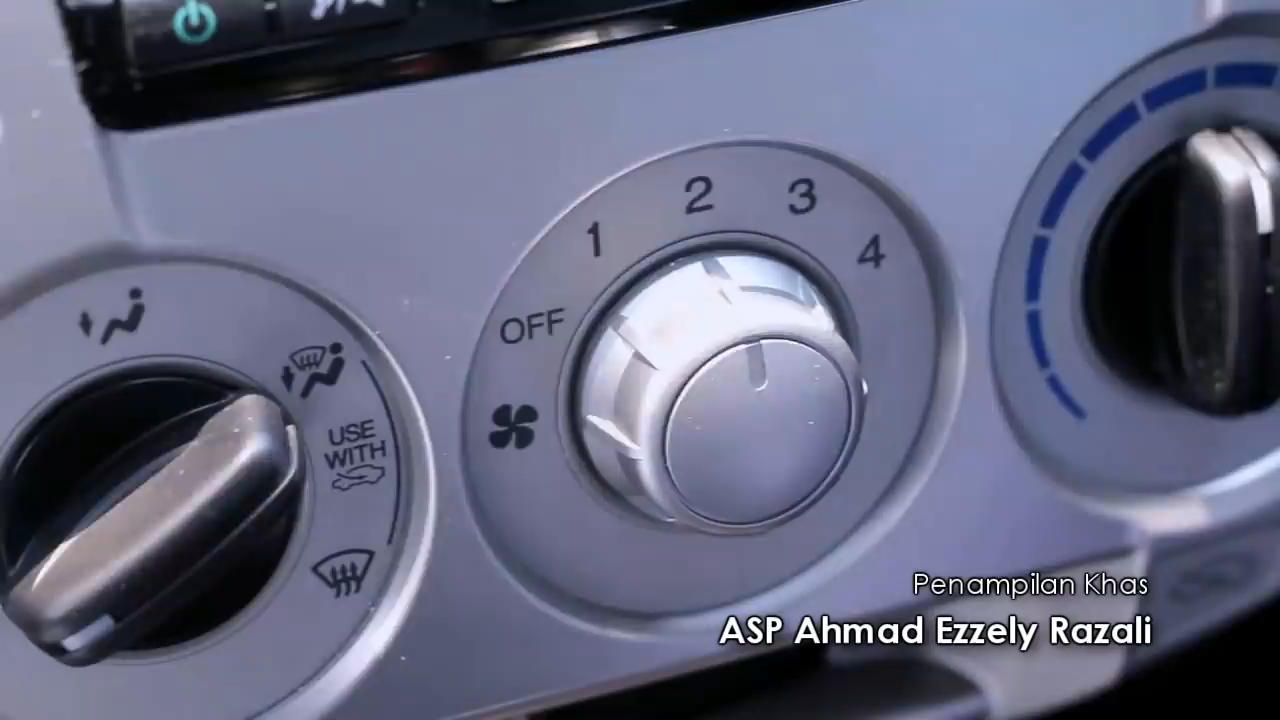 OFF
1
2
3
4
USE
WITH
Penampilan Khas
ASP Ahmad Ezzely Razali